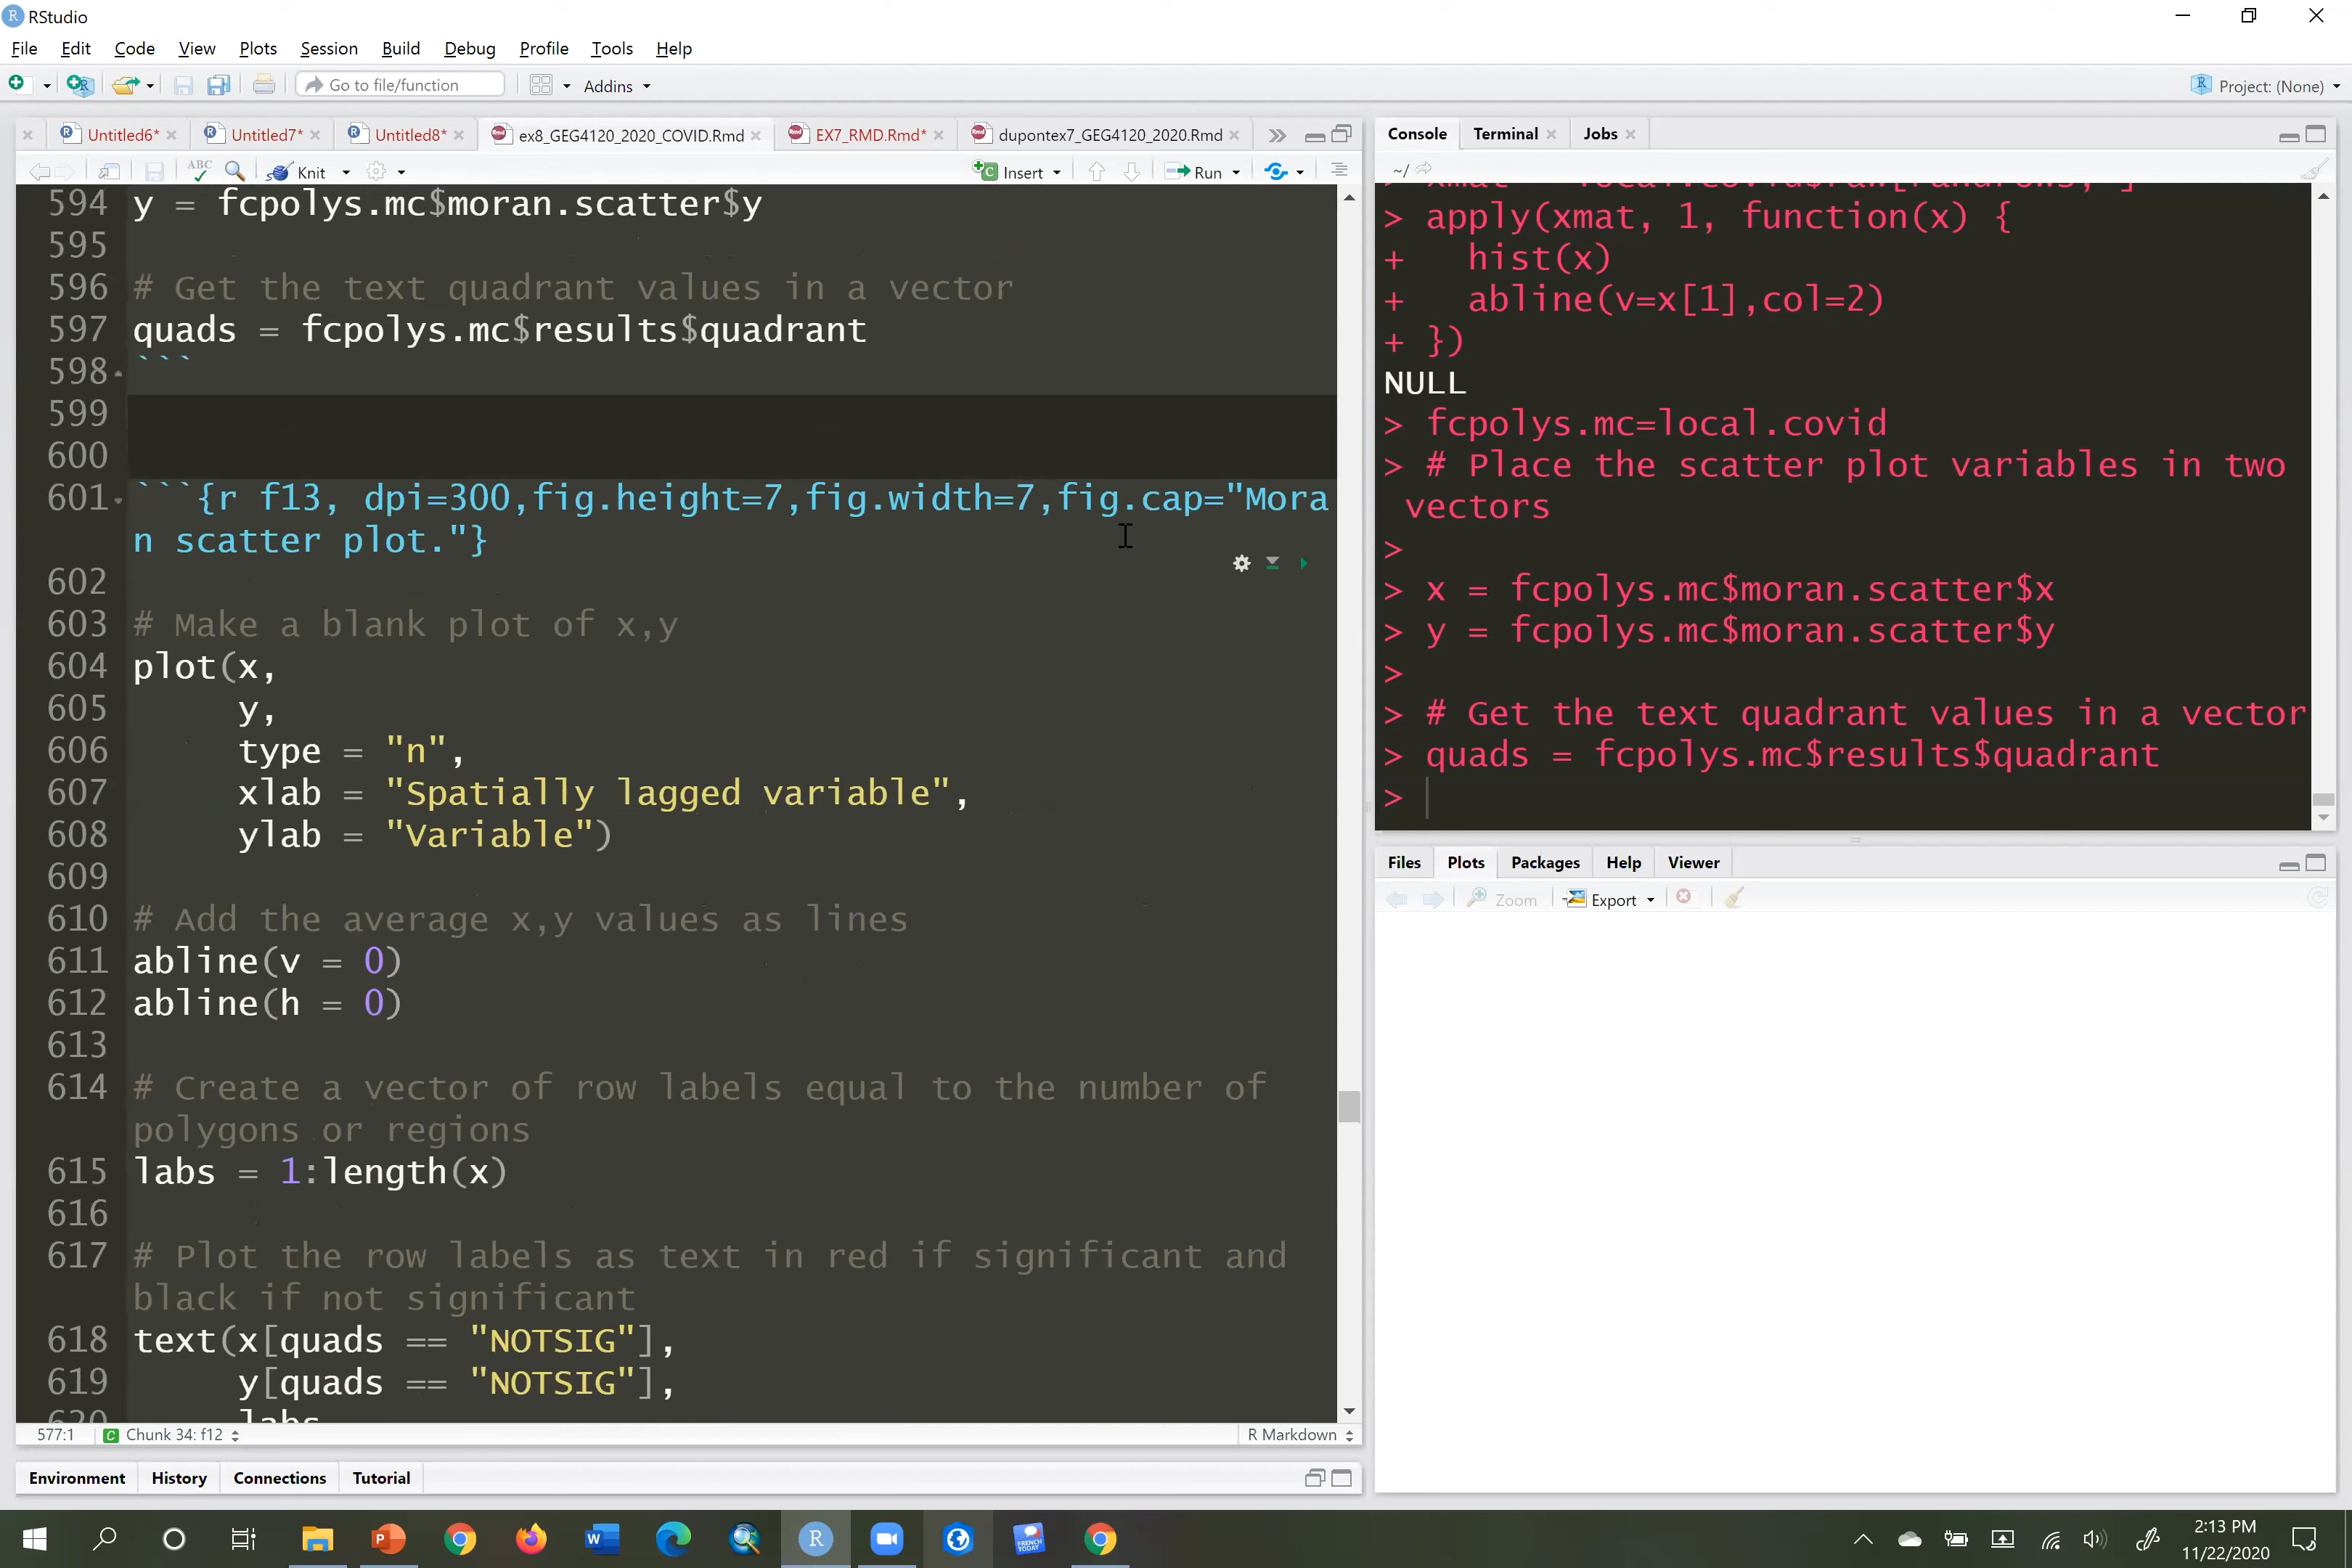 RStudio
File Edit Code View Plots Session Build Debug Profile Tools Help
Go to file/function Addins Project: (None)
Untitled6* Untitled7* Untitled8* ex8_GEG4120_2020_COVID.Rmd EX7_RMD.Rmd* dupontex7_GEG4120_2020.Rmd
ABC Knit Insert Run
594 y = fcpolys.mc$moran.scatter$y
595
596 # Get the text quadrant values in a vector
597 quads = fcpolys.mc$results$quadrant
598 ```
599
600
601 ```{r f13, dpi=300,fig.height=7,fig.width=7,fig.cap="Mora
n scatter plot."}
602
603 # Make a blank plot of x,y
604 plot(x,
605 y,
606 type = "n",
607 xlab = "Spatially lagged variable",
608 ylab = "Variable")
609
610 # Add the average x,y values as lines
611 abline(v = 0)
612 abline(h = 0)
613
614 # Create a vector of row labels equal to the number of
polygons or regions
615 labs = 1:length(x)
616
617 # Plot the row labels as text in red if significant and
black if not significant
618 text(x[quads == "NOTSIG"],
619 y[quads == "NOTSIG"],
620 labs
577:1 Chunk 34: f12 R Markdown
Environment History Connections Tutorial
Console Terminal Jobs
~/
> apply(xmat, 1, function(x) {
+ hist(x)
+ abline(v=x[1],col=2)
+ })
NULL
> fcpolys.mc=local.covid
> # Place the scatter plot variables in two
vectors
>
> x = fcpolys.mc$moran.scatter$x
> y = fcpolys.mc$moran.scatter$y
>
> # Get the text quadrant values in a vector
> quads = fcpolys.mc$results$quadrant
>
Files Plots Packages Help Viewer
Zoom Export
FRENCH TODAY
2:13 PM
11/22/2020